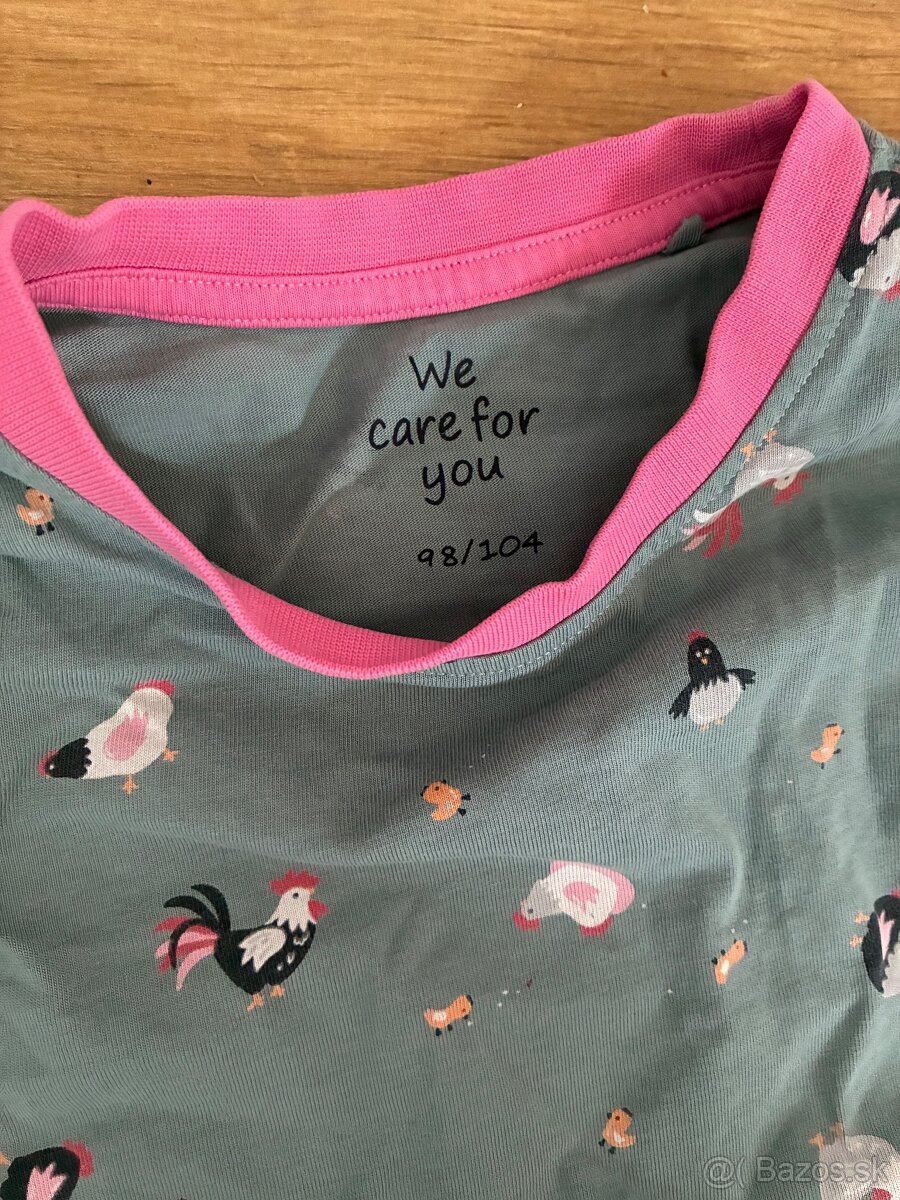 We
care for
you
98/104
@( Bazos.sk